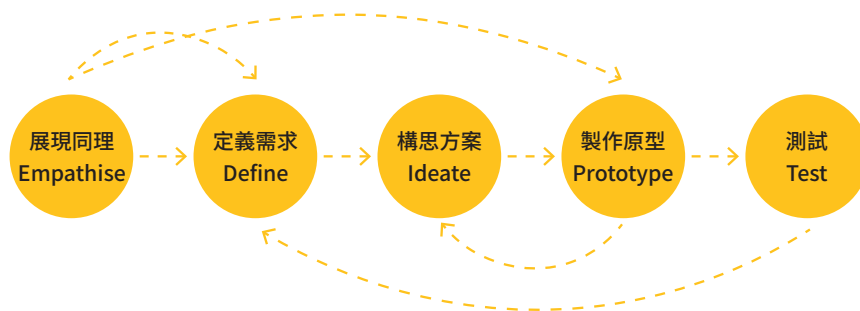 展現同理
Empathise
定義需求
Define
構思方案
Ideate
製作原型
Prototype
測試
Test